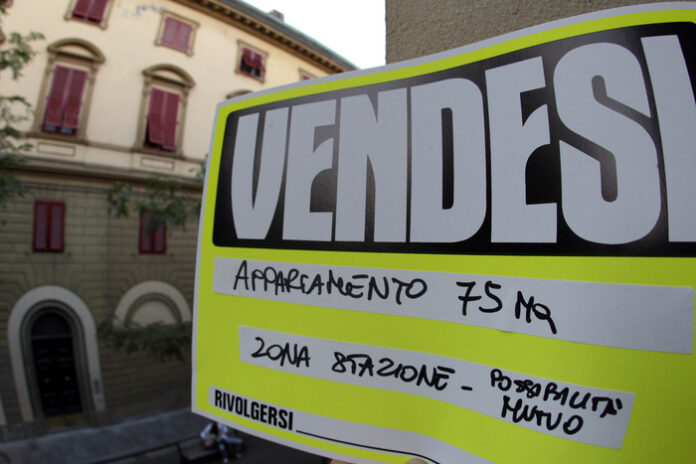 VENDESI
APPARTAMENTO 75 MQ
ZONA STAZIONE - POSSIBILITÀ
MUTUO
RIVOLGERSI